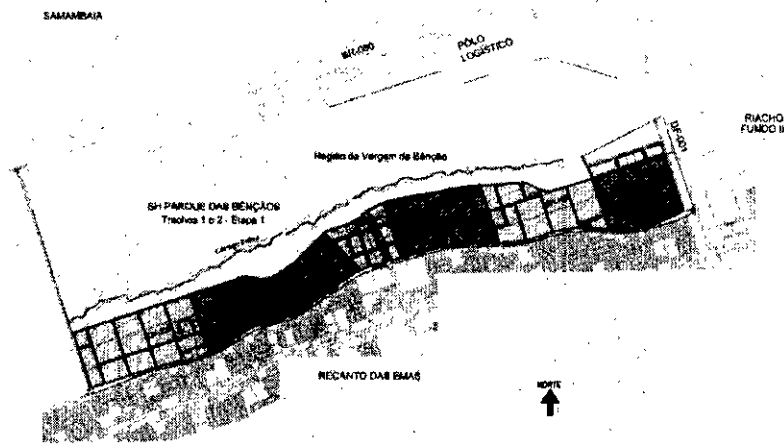 SAMAMBAIA
BR-060
PÓLO
LOGÍSTICO
RIACHO
FUNDO II
DF-001
Região da Vargem da Bênção
SH PARQUE DAS BÊNÇÃOS
Trechos 1 e 2 - Etapa 1
RECANTO DAS EMAS
NORTE